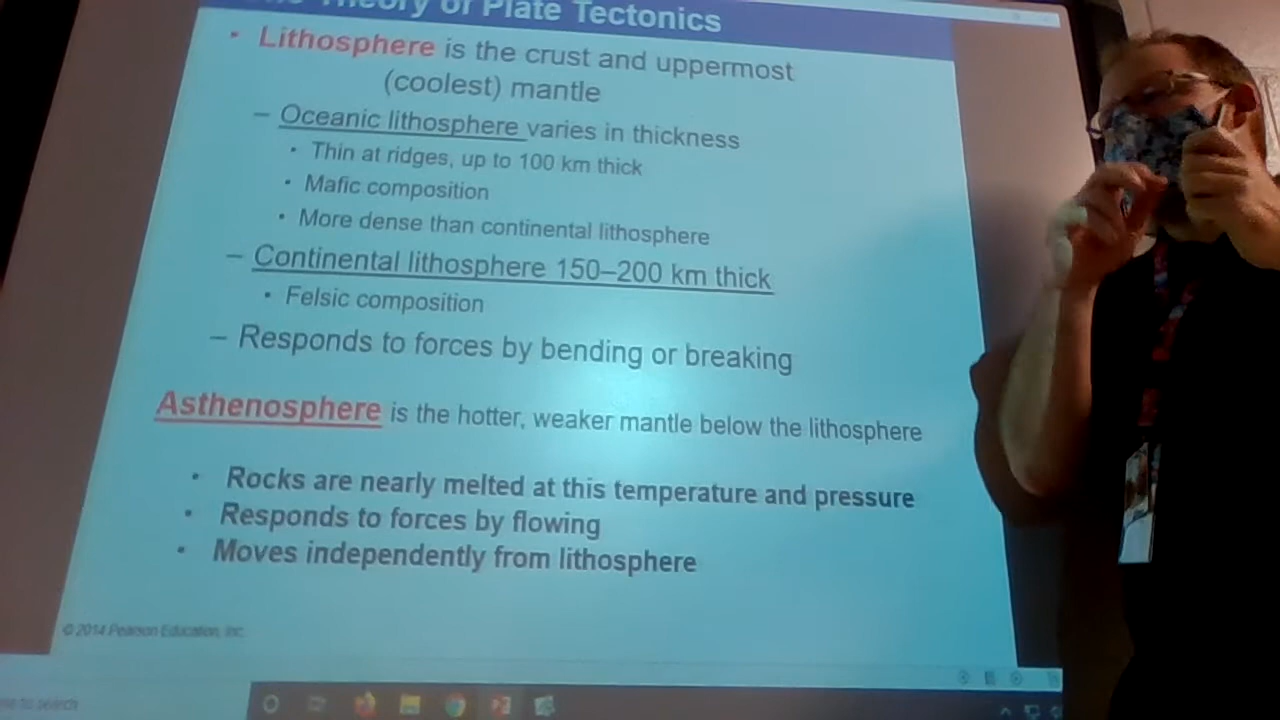 Theory of Plate Tectonics
• Lithosphere is the crust and uppermost
(coolest) mantle
– Oceanic lithosphere varies in thickness
• Thin at ridges, up to 100 km thick
• Mafic composition
• More dense than continental lithosphere
– Continental lithosphere 150–200 km thick
• Felsic composition
– Responds to forces by bending or breaking
Asthenosphere is the hotter, weaker mantle below the lithosphere
• Rocks are nearly melted at this temperature and pressure
• Responds to forces by flowing
• Moves independently from lithosphere
© 2014 Pearson Education, Inc.
to search